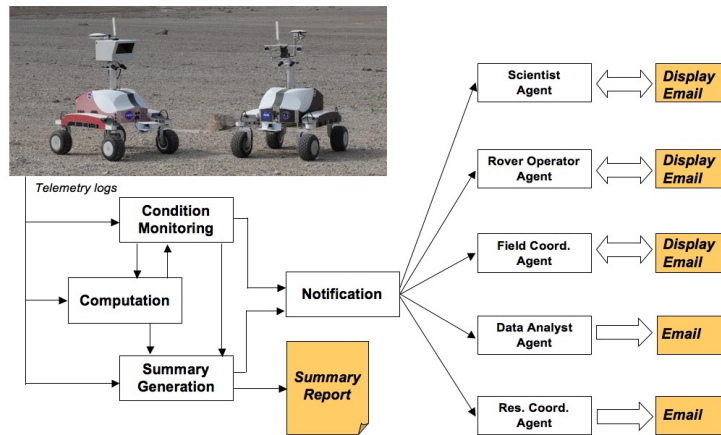 Telemetry logs
Condition
Monitoring
Computation
Summary
Generation
Notification
Summary
Report
Scientist
Agent
Display
Email
Rover Operator
Agent
Display
Email
Field Coord.
Agent
Display
Email
Data Analyst
Agent
Email
Res. Coord.
Agent
Email